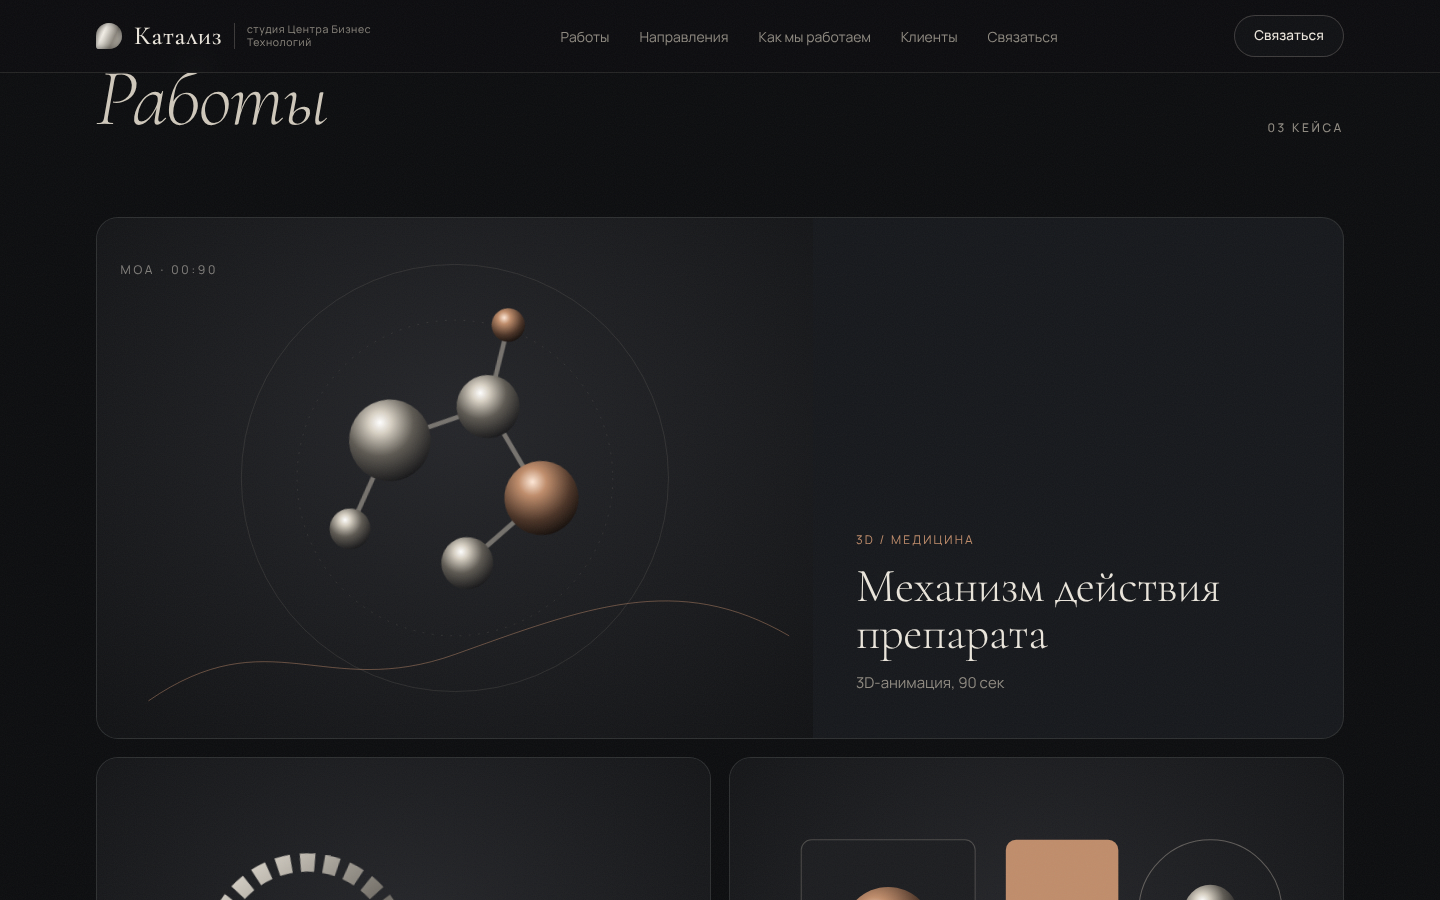 Катализ
студия Центра Бизнес
Технологий
Работы
Направления
Как мы работаем
Клиенты
Связаться
Связаться
Работы
03 КЕЙСА
МОА · 00:90
3D / МЕДИЦИНА
Механизм действия
препарата
3D-анимация, 90 сек